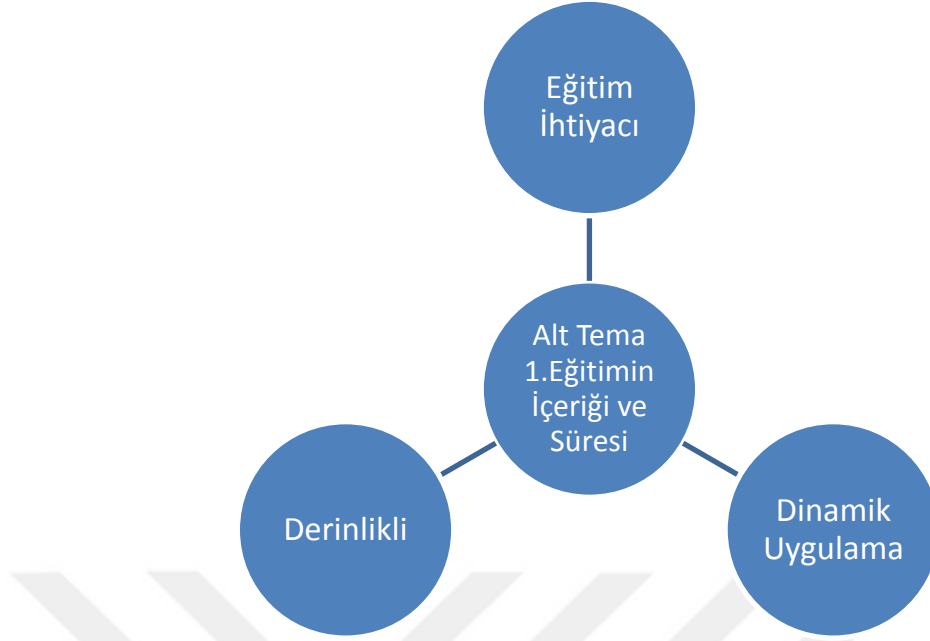 Eğitim
İhtiyacı
Alt Tema
1.Eğitimin
İçeriği ve
Süresi
Derinlikli
Dinamik
Uygulama